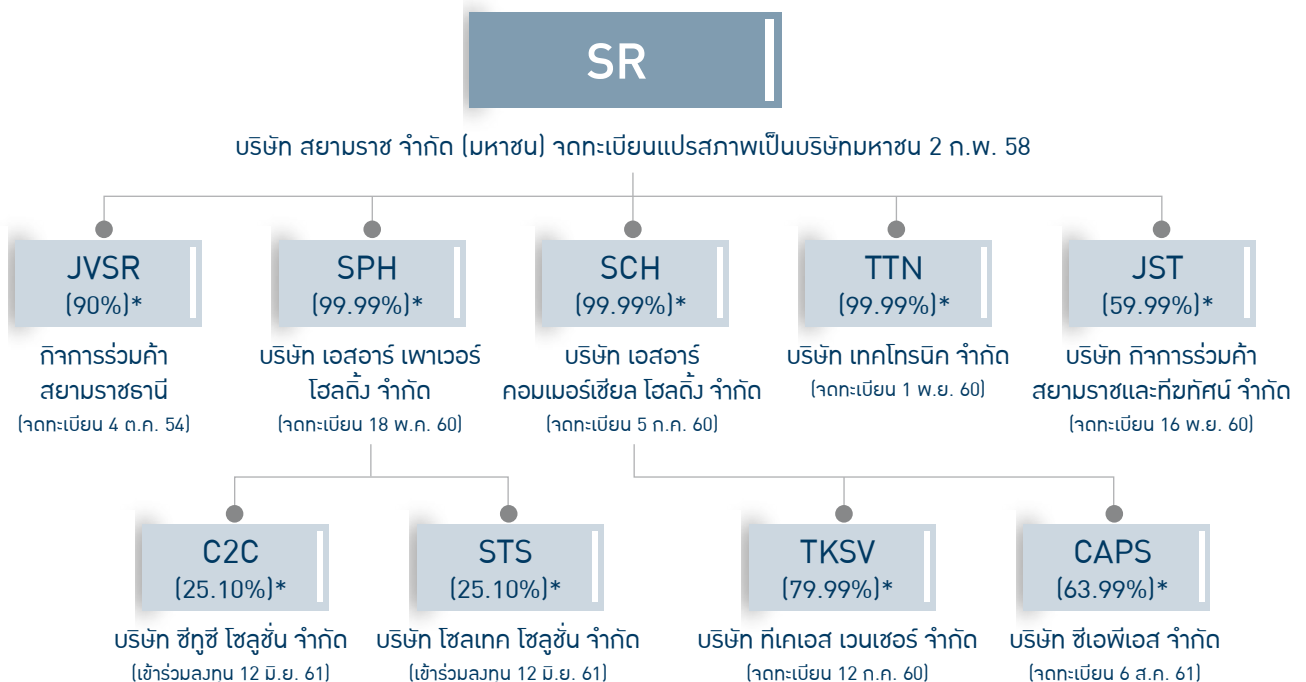 SR
บริษัท สยามราช จำกัด (มหาชน) จดทะเบียนแปรสภาพเป็นบริษัทมหาชน 2 ก.พ. 58
JVSR
(90%)*
กิจการร่วมค้า
สยามราชธานี
(จดทะเบียน 4 ต.ค. 54)
SPH
(99.99%)*
บริษัท เอสอาร์ เพาเวอร์
โฮลดิ้ง จำกัด
(จดทะเบียน 18 พ.ค. 60)
SCH
(99.99%)*
บริษัท เอสอาร์
คอมเมอร์เชียล โฮลดิ้ง จำกัด
(จดทะเบียน 5 ก.ค. 60)
TTN
(99.99%)*
บริษัท เทคโทรนิค จำกัด
(จดทะเบียน 1 พ.ย. 60)
JST
(59.99%)*
บริษัท กิจการร่วมค้า
สยามราชและทีฆทัศน์ จำกัด
(จดทะเบียน 16 พ.ย. 60)
C2C
(25.10%)*
บริษัท ซีทูซี โซลูชั่น จำกัด
(เข้าร่วมลงทุน 12 มิ.ย. 61)
STS
(25.10%)*
บริษัท โซลเทค โซลูชั่น จำกัด
(เข้าร่วมลงทุน 12 มิ.ย. 61)
TKSV
(79.99%)*
บริษัท ทีเคเอส เวนเชอร์ จำกัด
(จดทะเบียน 12 ก.ค. 60)
CAPS
(63.99%)*
บริษัท ซีเอพีเอส จำกัด
(จดทะเบียน 6 ส.ค. 61)